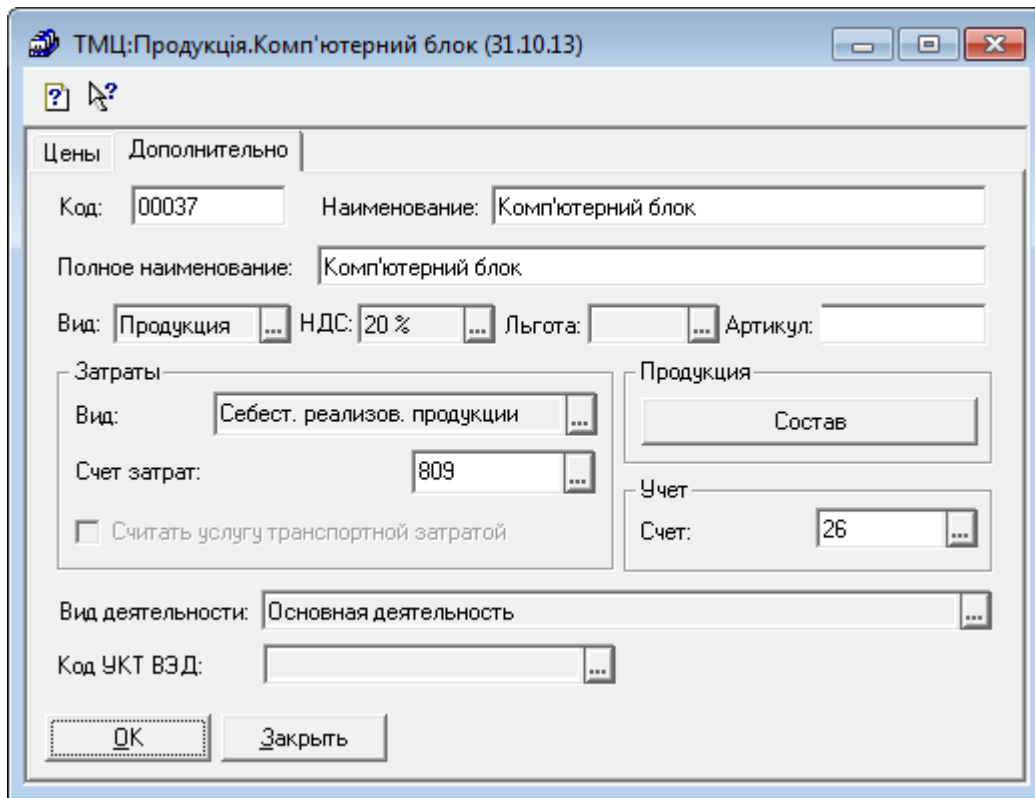 ТМЦ:Продукція.Комп'ютерний блок (31.10.13)
Цены Дополнительно
Код: 00037 Наименование: Комп'ютерний блок
Полное наименование: Комп'ютерний блок
Вид: Продукция ... НДС: 20 % ... Льгота: ... Артикул:
Затраты Продукция
Вид: Себест. реализов. продукции ... Состав
Счет затрат: 809 ... Учет
Считать услугу транспортной затратой Счет: 26 ...
Вид деятельности: Основная деятельность ...
Код УКТ ВЭД: ...
OK Закрыть